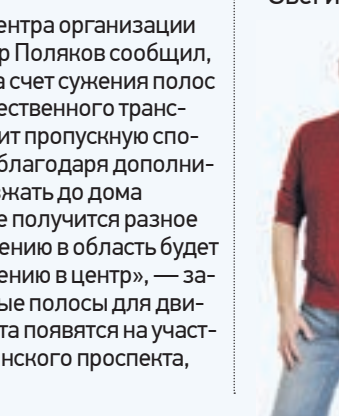 ентра организации
р Поляков сообщил,
а счет сужения полос
ественного транс-
ит пропускную спо-
благодаря дополни-
зжать до дома
е получится разное
ению в область будет
ению в центр», — за-
ые полосы для дви-
та появятся на участ-
нского проспекта,